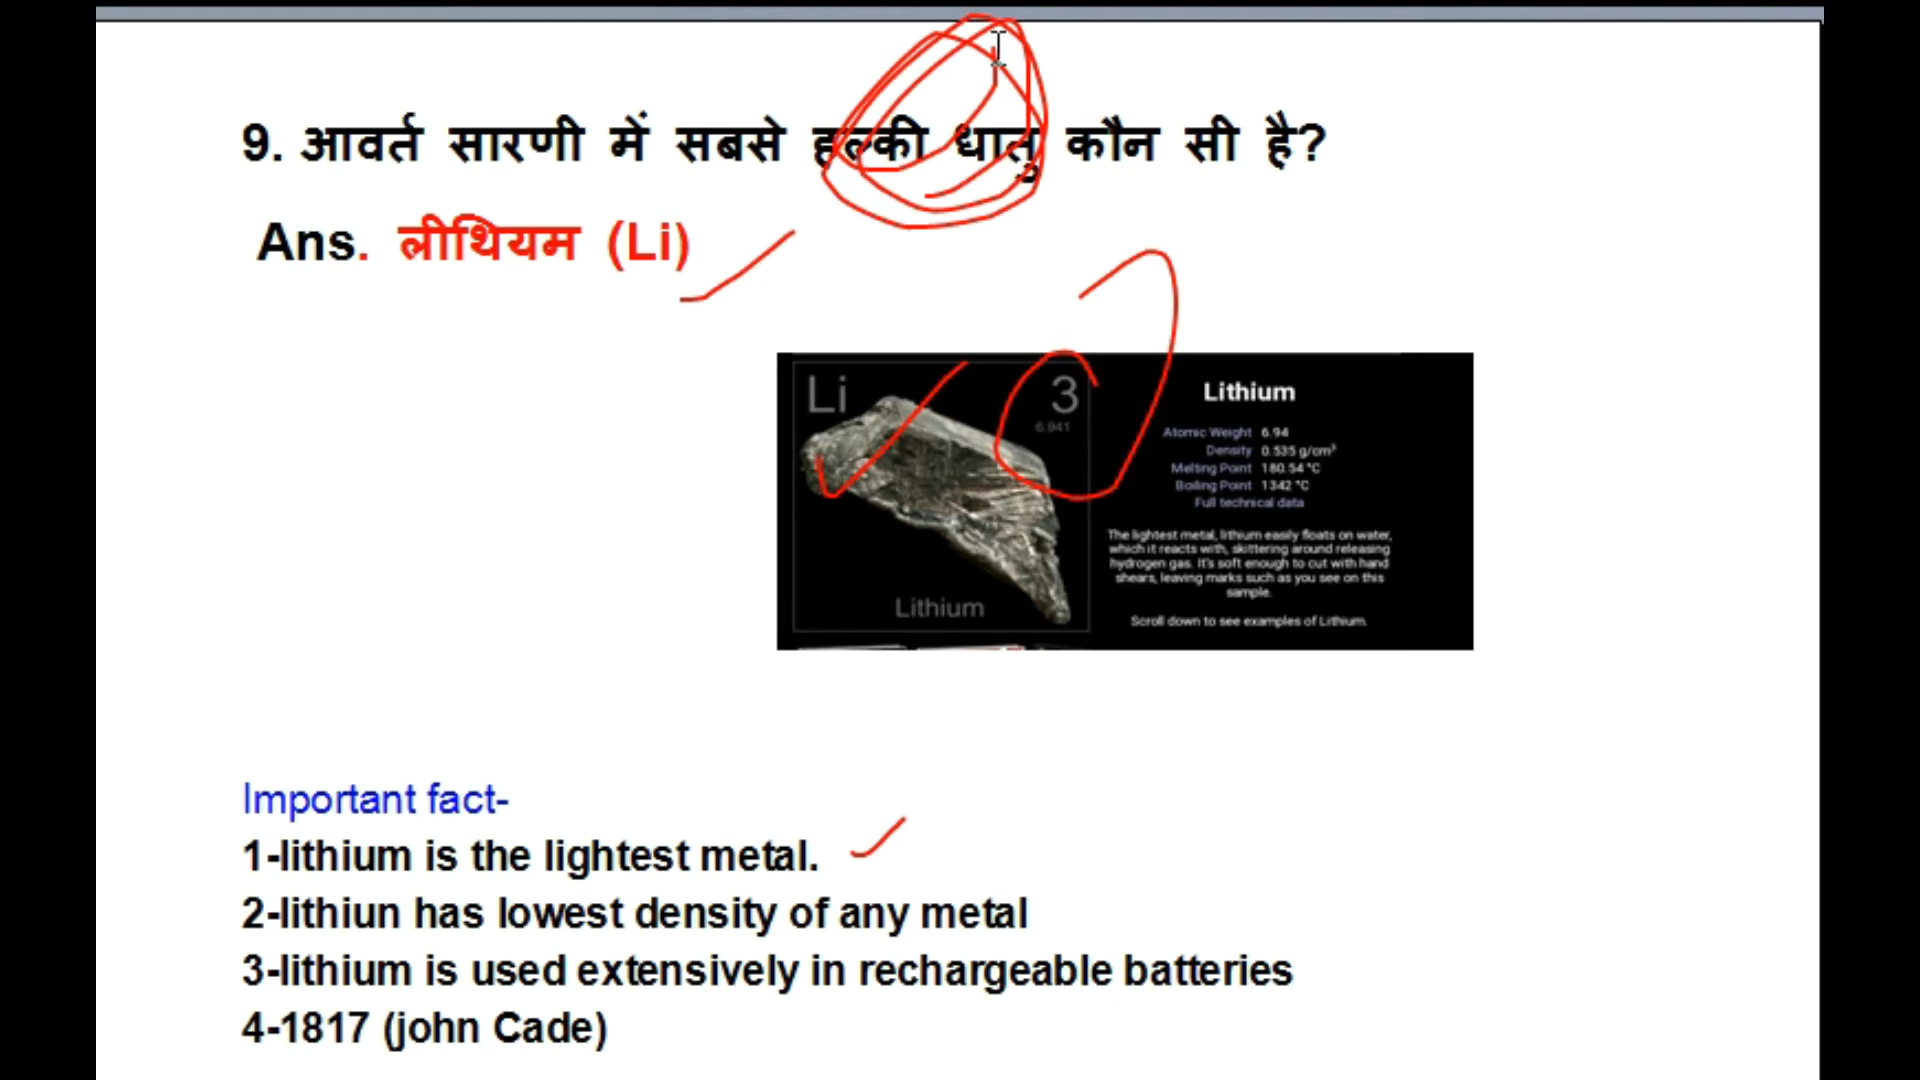 9. आवर्त सारणी में सबसे हल्की धातु कौन सी है?
Ans. लीथियम (Li)
Li
3
6.941
Lithium
Lithium
Atomic Weight 6.94
Density 0.535 g/cm³
Melting Point 180.54 °C
Boiling Point 1342 °C
Full technical data
The lightest metal, lithium easily floats on water,
which it reacts with, skittering around releasing
hydrogen gas. It's soft enough to cut with hand
shears, leaving marks such as you see on this
sample.
Scroll down to see examples of Lithium.
Important fact-
1-lithium is the lightest metal.
2-lithiun has lowest density of any metal
3-lithium is used extensively in rechargeable batteries
4-1817 (john Cade)